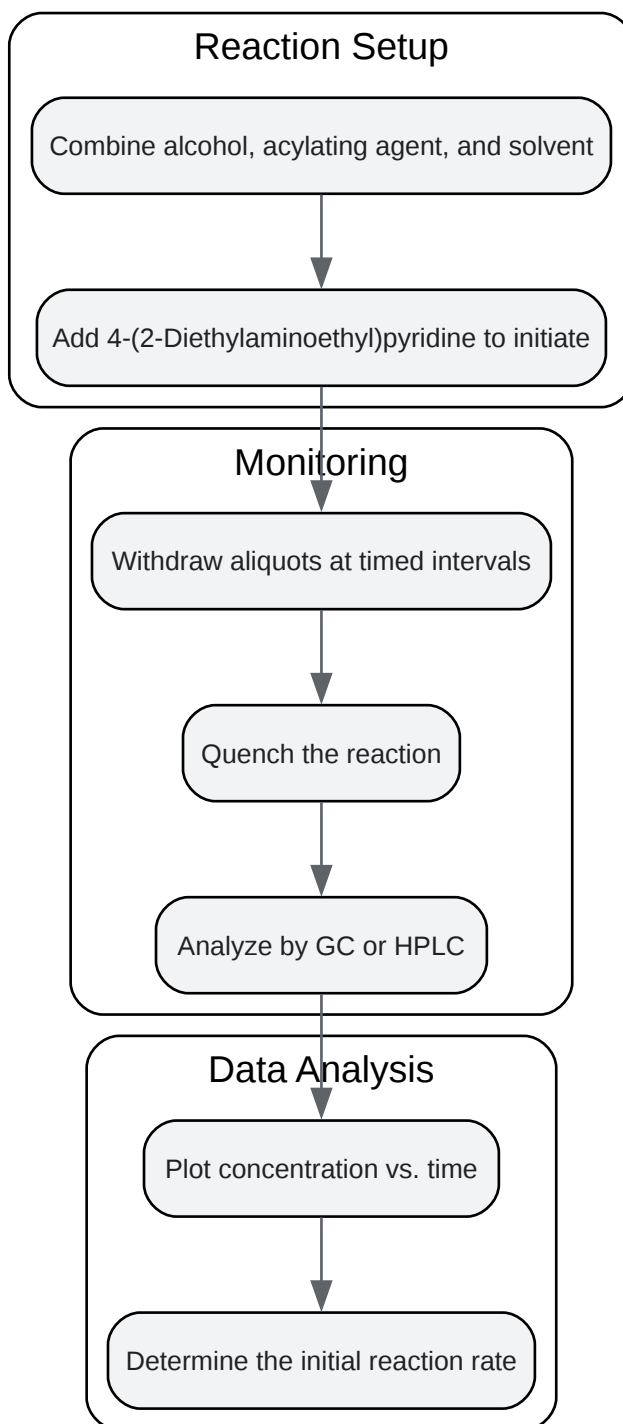 Reaction Setup
Combine alcohol, acylating agent, and solvent
Add 4-(2-Diethylaminoethyl)pyridine to initiate
Monitoring
Withdraw aliquots at timed intervals
Quench the reaction
Analyze by GC or HPLC
Data Analysis
Plot concentration vs. time
Determine the initial reaction rate